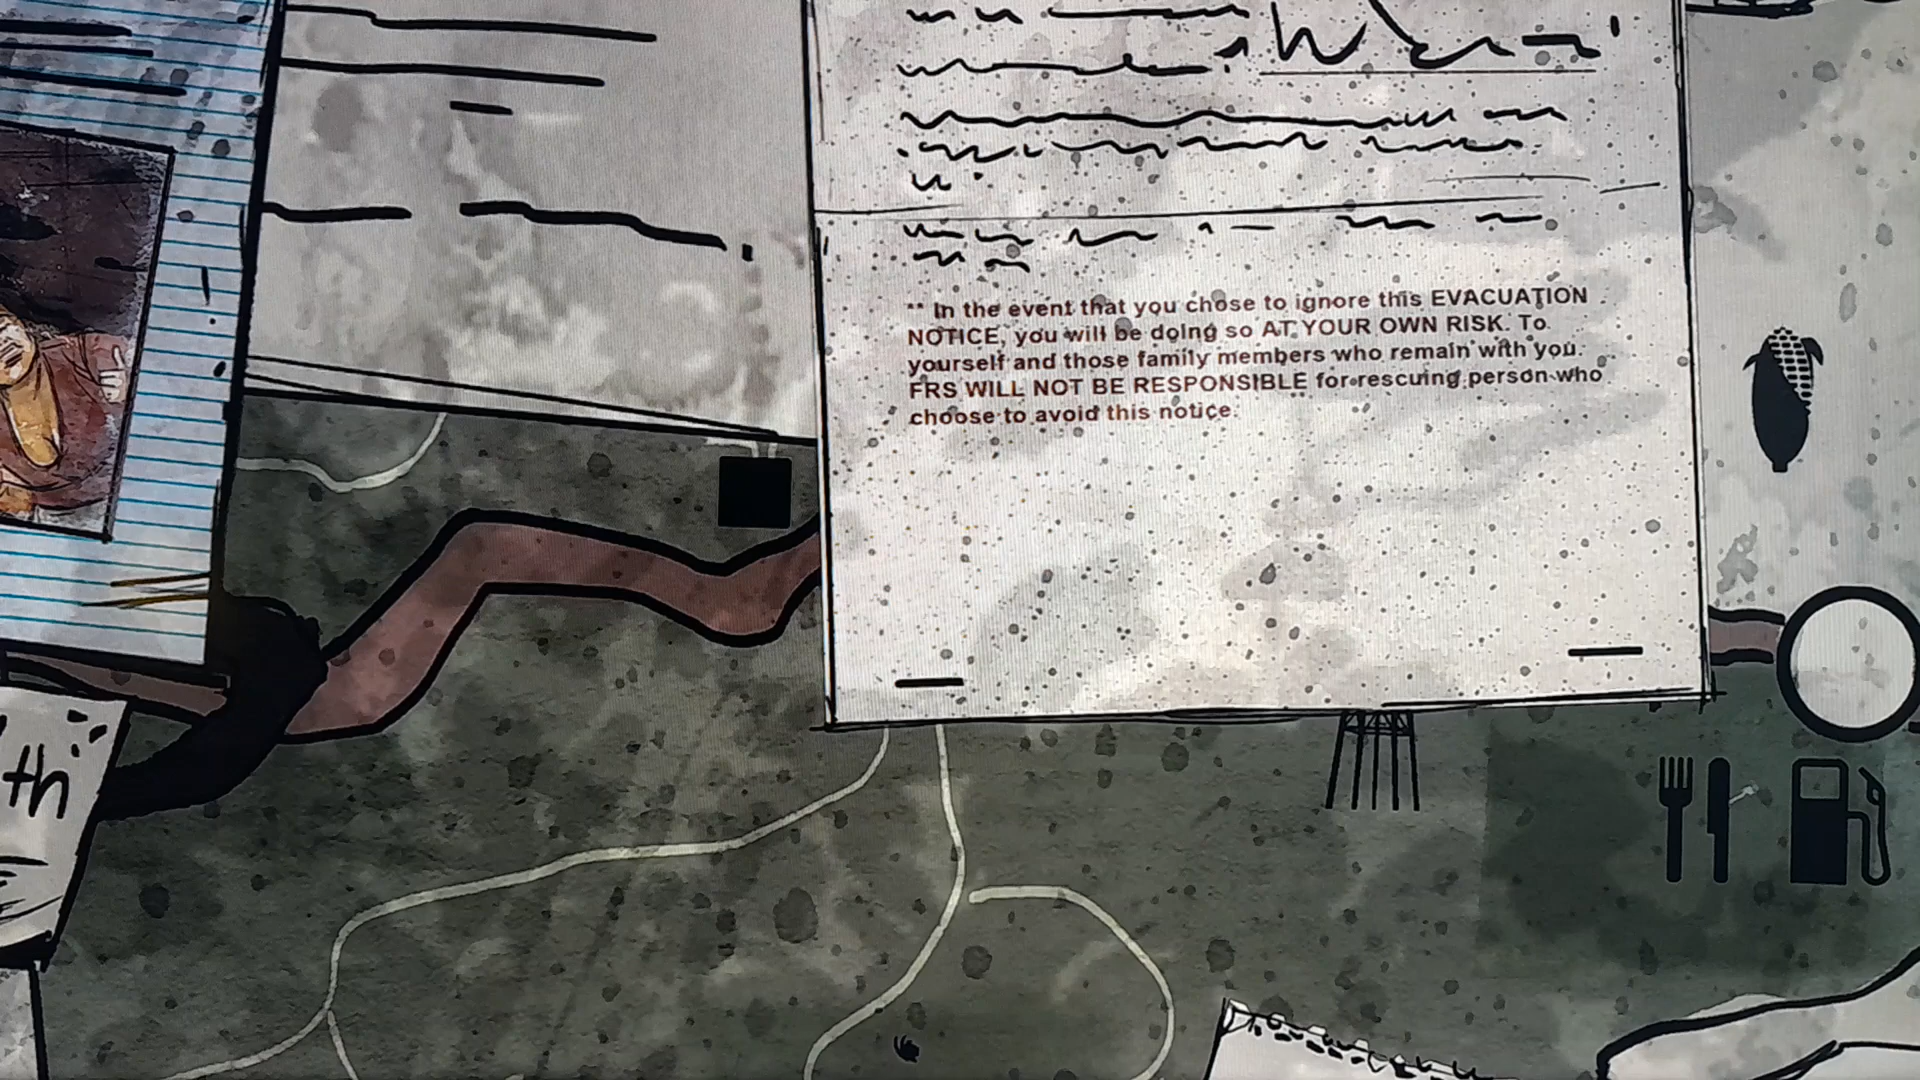 ** In the event that you chose to ignore this EVACUATION
NOTICE, you will be doing so AT YOUR OWN RISK. To
yourself and those family members who remain with you.
FRS WILL NOT BE RESPONSIBLE for rescuing person who
choose to avoid this notice.
th